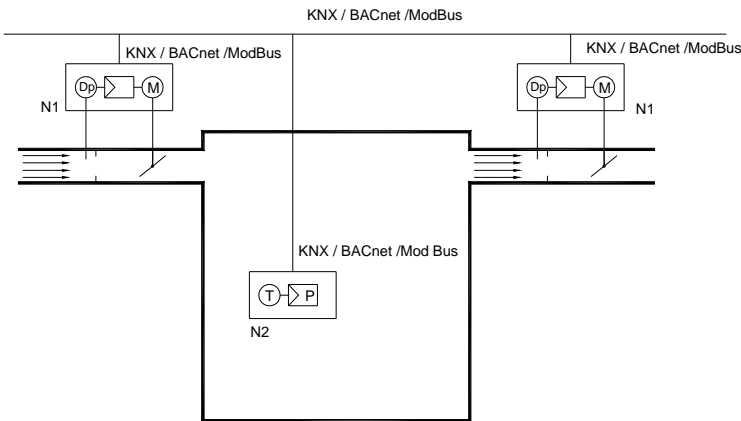 KNX / BACnet /ModBus
KNX / BACnet /ModBus
KNX / BACnet /ModBus
Dp
M
Dp
M
N1
N1
KNX / BACnet /Mod Bus
T
P
N2